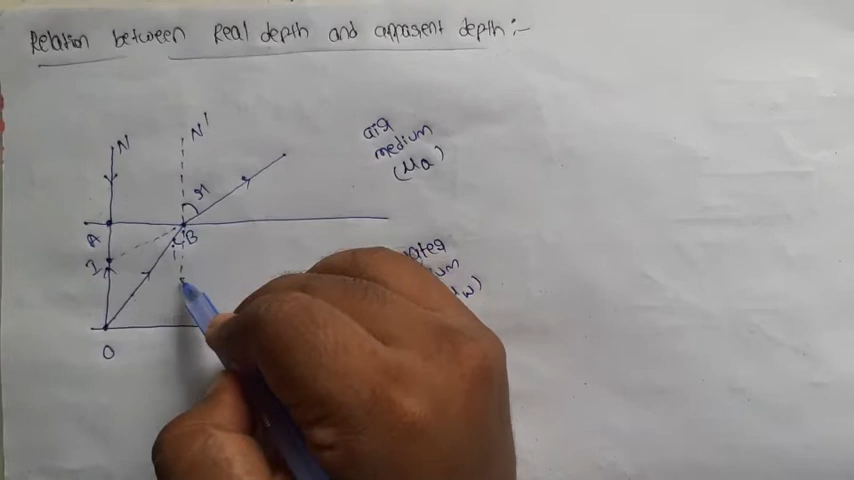 Relation between Real depth and apparent depth:-
N
N'
air
medium
(μa)
r
A
B
i
I
O